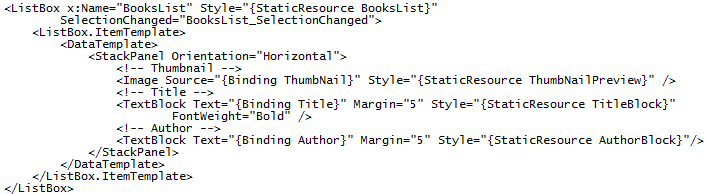 <ListBox x:Name="BooksList" Style="{StaticResource BooksList}"
        SelectionChanged="BooksList_SelectionChanged">
    <ListBox.ItemTemplate>
        <DataTemplate>
            <StackPanel Orientation="Horizontal">
                <!-- Thumbnail -->
                <Image Source="{Binding ThumbNail}" Style="{StaticResource ThumbNailPreview}" />
                <!-- Title -->
                <TextBlock Text="{Binding Title}" Margin="5" Style="{StaticResource TitleBlock}"
                        FontWeight="Bold" />
                <!-- Author -->
                <TextBlock Text="{Binding Author}" Margin="5" Style="{StaticResource AuthorBlock}"/>
            </StackPanel>
        </DataTemplate>
    </ListBox.ItemTemplate>
</ListBox>